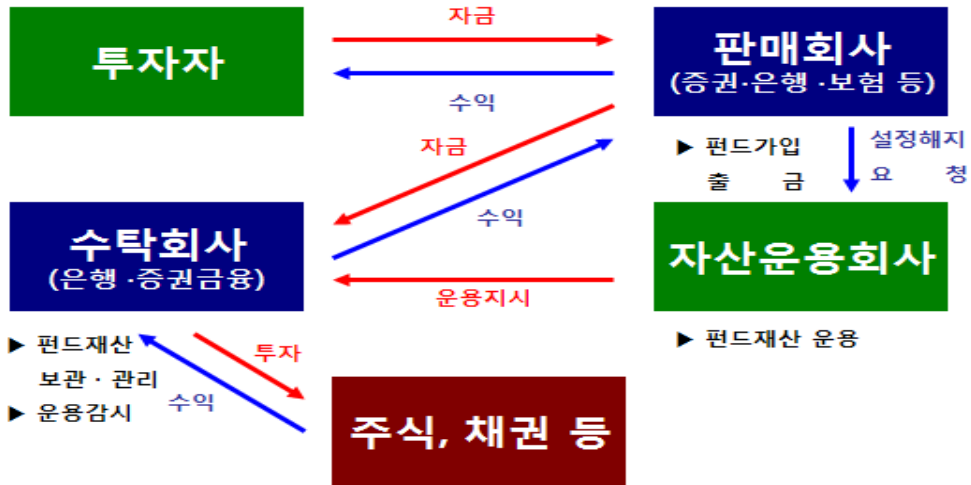 자금
투자자
판매회사
(증권·은행 ·보험 등)
수익
자금
▶ 펀드가입
출 금
설정해지
요 청
수익
수탁회사
(은행 ·증권금융)
자산운용회사
운용지시
▶ 펀드재산
보관 · 관리
▶ 운용감시
투자
수익
▶ 펀드재산 운용
주식, 채권 등